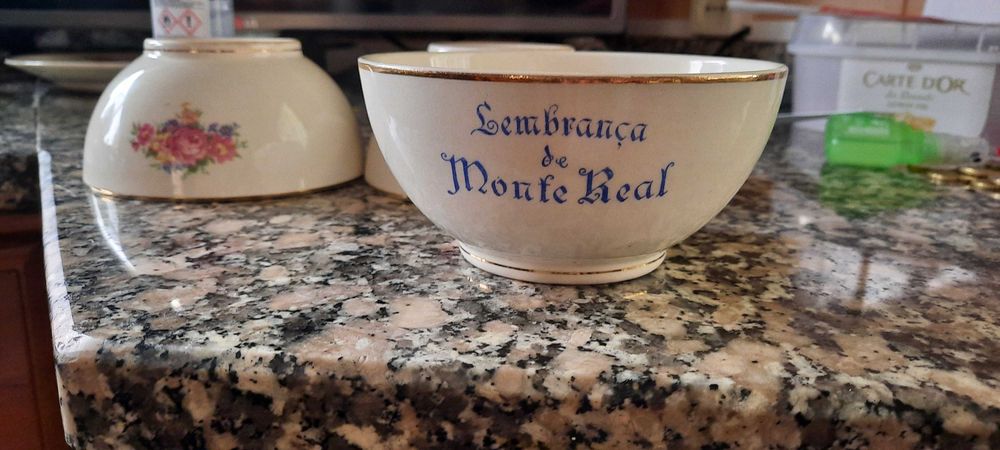 Lembrança
de
Monte Real
CARTE D'OR